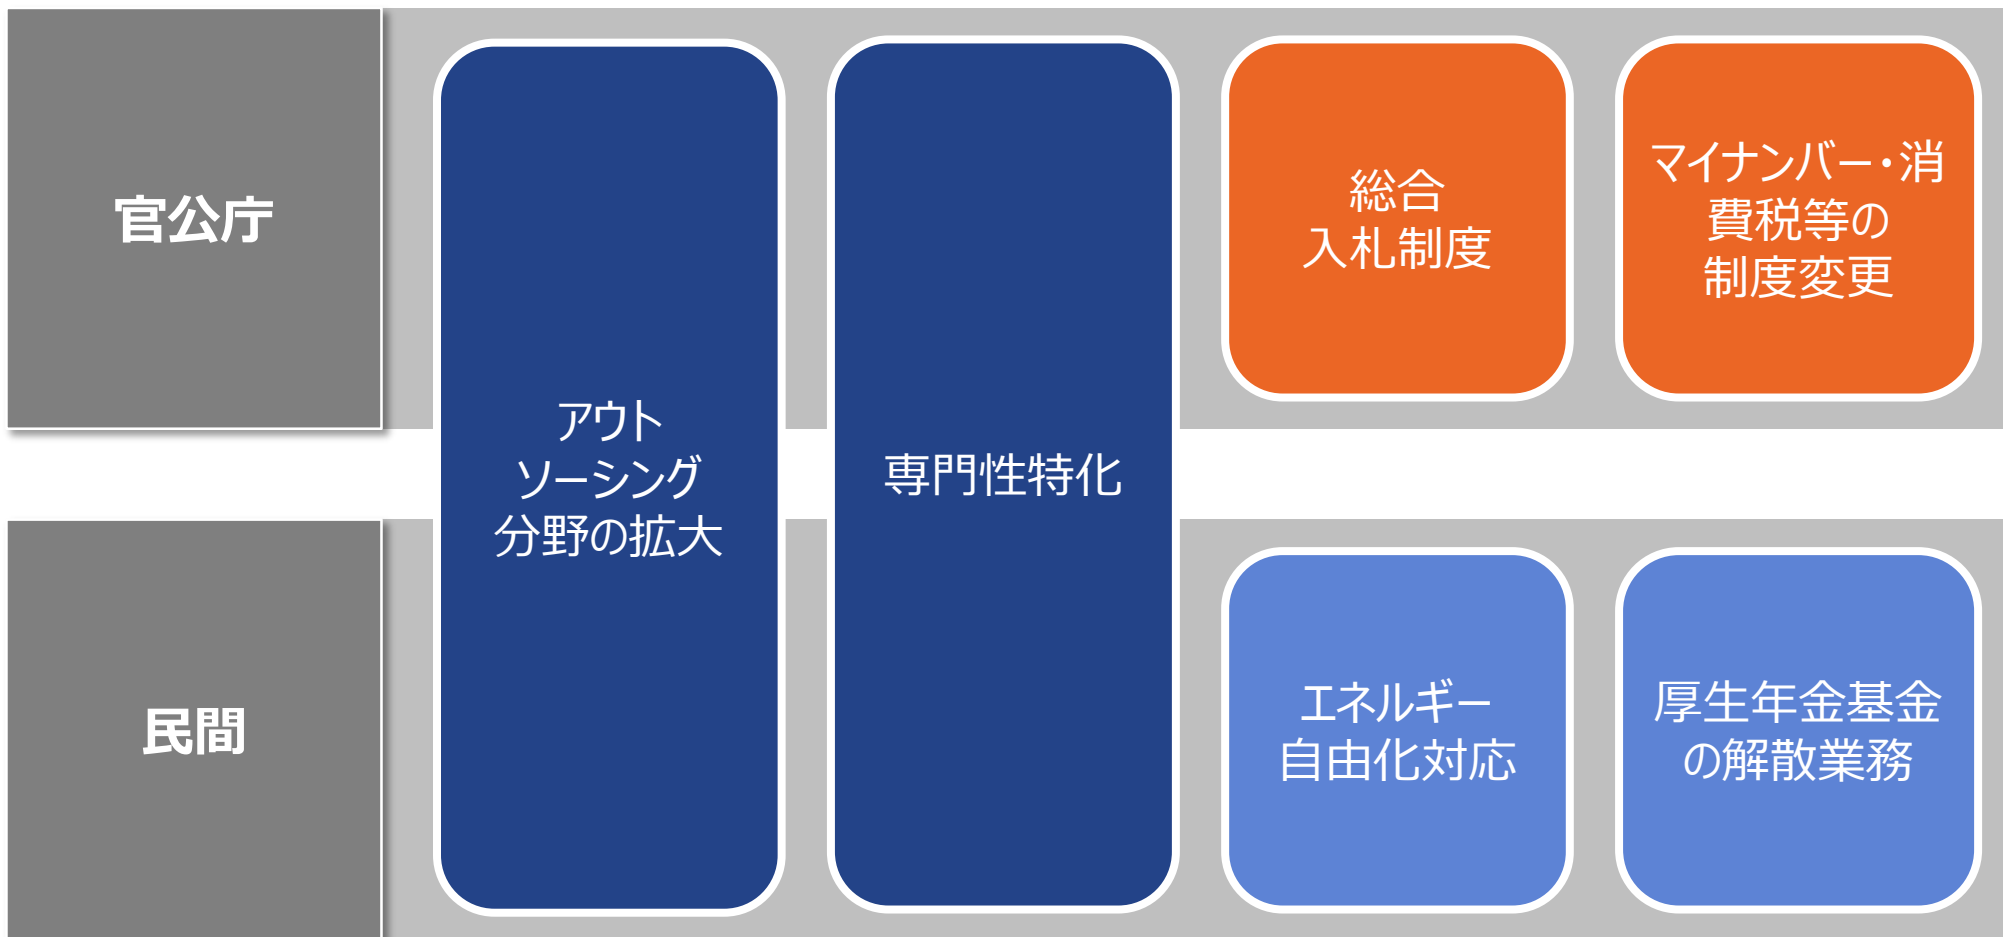 官公庁
アウト
ソーシング
分野の拡大
専門性特化
総合
入札制度
マイナンバー・消
費税等の
制度変更
民間
エネルギー
自由化対応
厚生年金基金
の解散業務